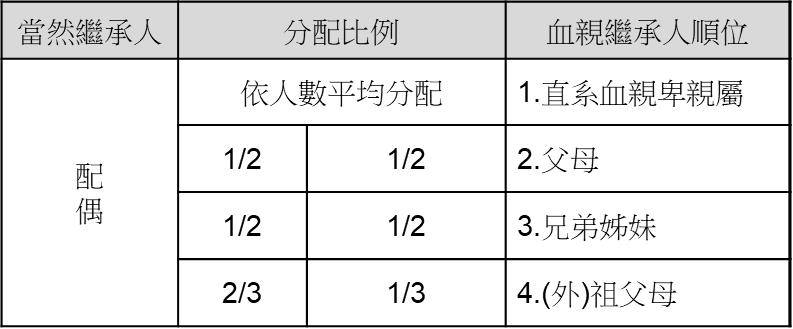 當然繼承人 分配比例 血親繼承人順位
配
偶
依人數平均分配 1.直系血親卑親屬
1/2 1/2 2.父母
1/2 1/2 3.兄弟姊妹
2/3 1/3 4.(外)祖父母